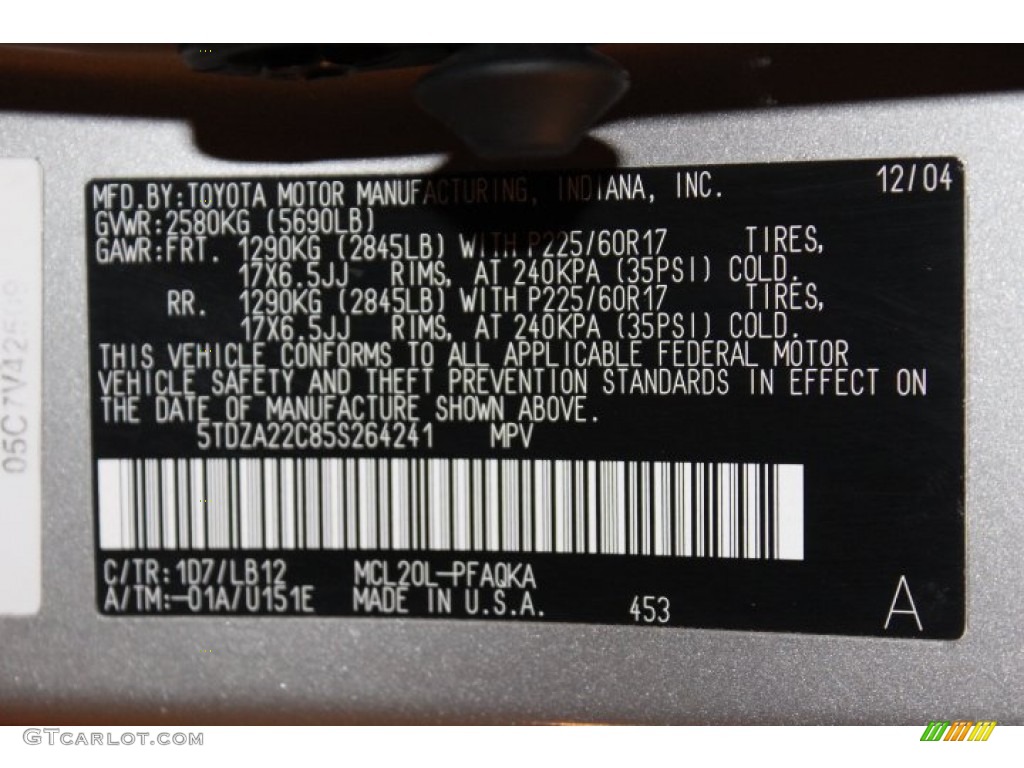 MFD.BY:TOYOTA MOTOR MANUFACTURING, INDIANA, INC. 12/04
GVWR:2580KG (5690LB)
GAWR:FRT. 1290KG (2845LB) WITH P225/60R17 TIRES,
17X6.5JJ RIMS, AT 240KPA (35PSI) COLD.
RR. 1290KG (2845LB) WITH P225/60R17 TIRES,
17X6.5JJ RIMS, AT 240KPA (35PSI) COLD.
THIS VEHICLE CONFORMS TO ALL APPLICABLE FEDERAL MOTOR
VEHICLE SAFETY AND THEFT PREVENTION STANDARDS IN EFFECT ON
THE DATE OF MANUFACTURE SHOWN ABOVE.
5TDZA22C85S264241 MPV
C/TR:1D7/LB12 MCL20L-PFAQKA
A/TM:-01A/U151E MADE IN U.S.A. 453 A
GTCARLOT.COM